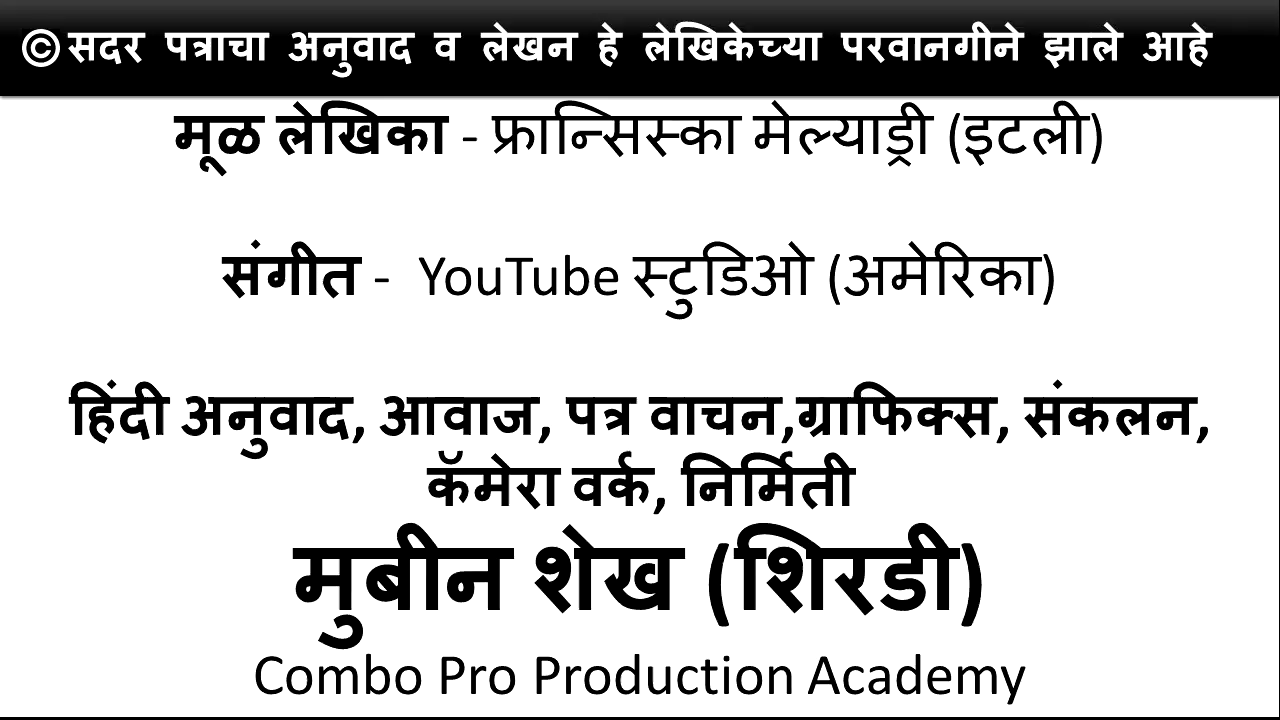 ©सदर पत्राचा अनुवाद व लेखन हे लेखिकेच्या परवानगीने झाले आहे
मूळ लेखिका - फ्रान्सिस्का मेल्याड्री (इटली)
संगीत - YouTube स्टुडिओ (अमेरिका)
हिंदी अनुवाद, आवाज, पत्र वाचन,ग्राफिक्स, संकलन,
कॅमेरा वर्क, निर्मिती
मुबीन शेख (शिरडी)
Combo Pro Production Academy